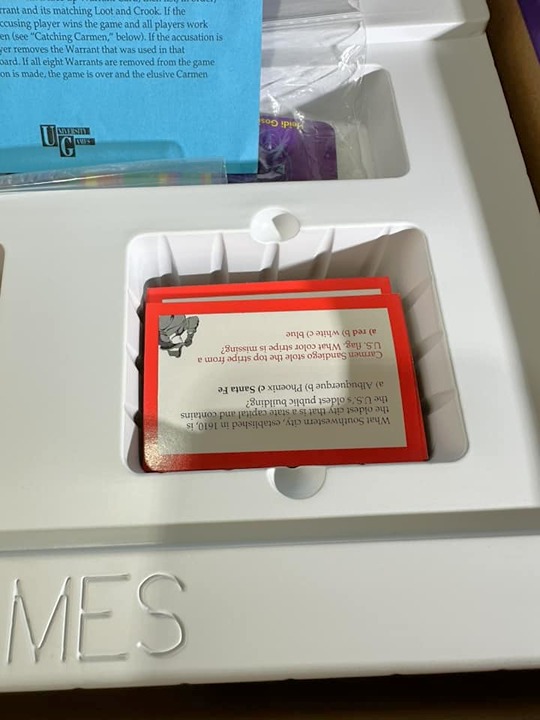 rrant and its matching Loot and Crook. If the
ccusing player wins the game and all players work
en (see "Catching Carmen," below). If the accusation is
yer removes the Warrant that was used in that
oard. If all eight Warrants are removed from the game
on is made, the game is over and the elusive Carmen
UNIVERSITY
GAMES
What Southwestern city, established in 1610, is
the oldest city that is a state capital and contains
the U.S.'s oldest public building?
a) Albuquerque b) Phoenix c) Santa Fe
Carmen Sandiego stole the top stripe from a
U.S. flag. What color stripe is missing?
a) red b) white c) blue
MES